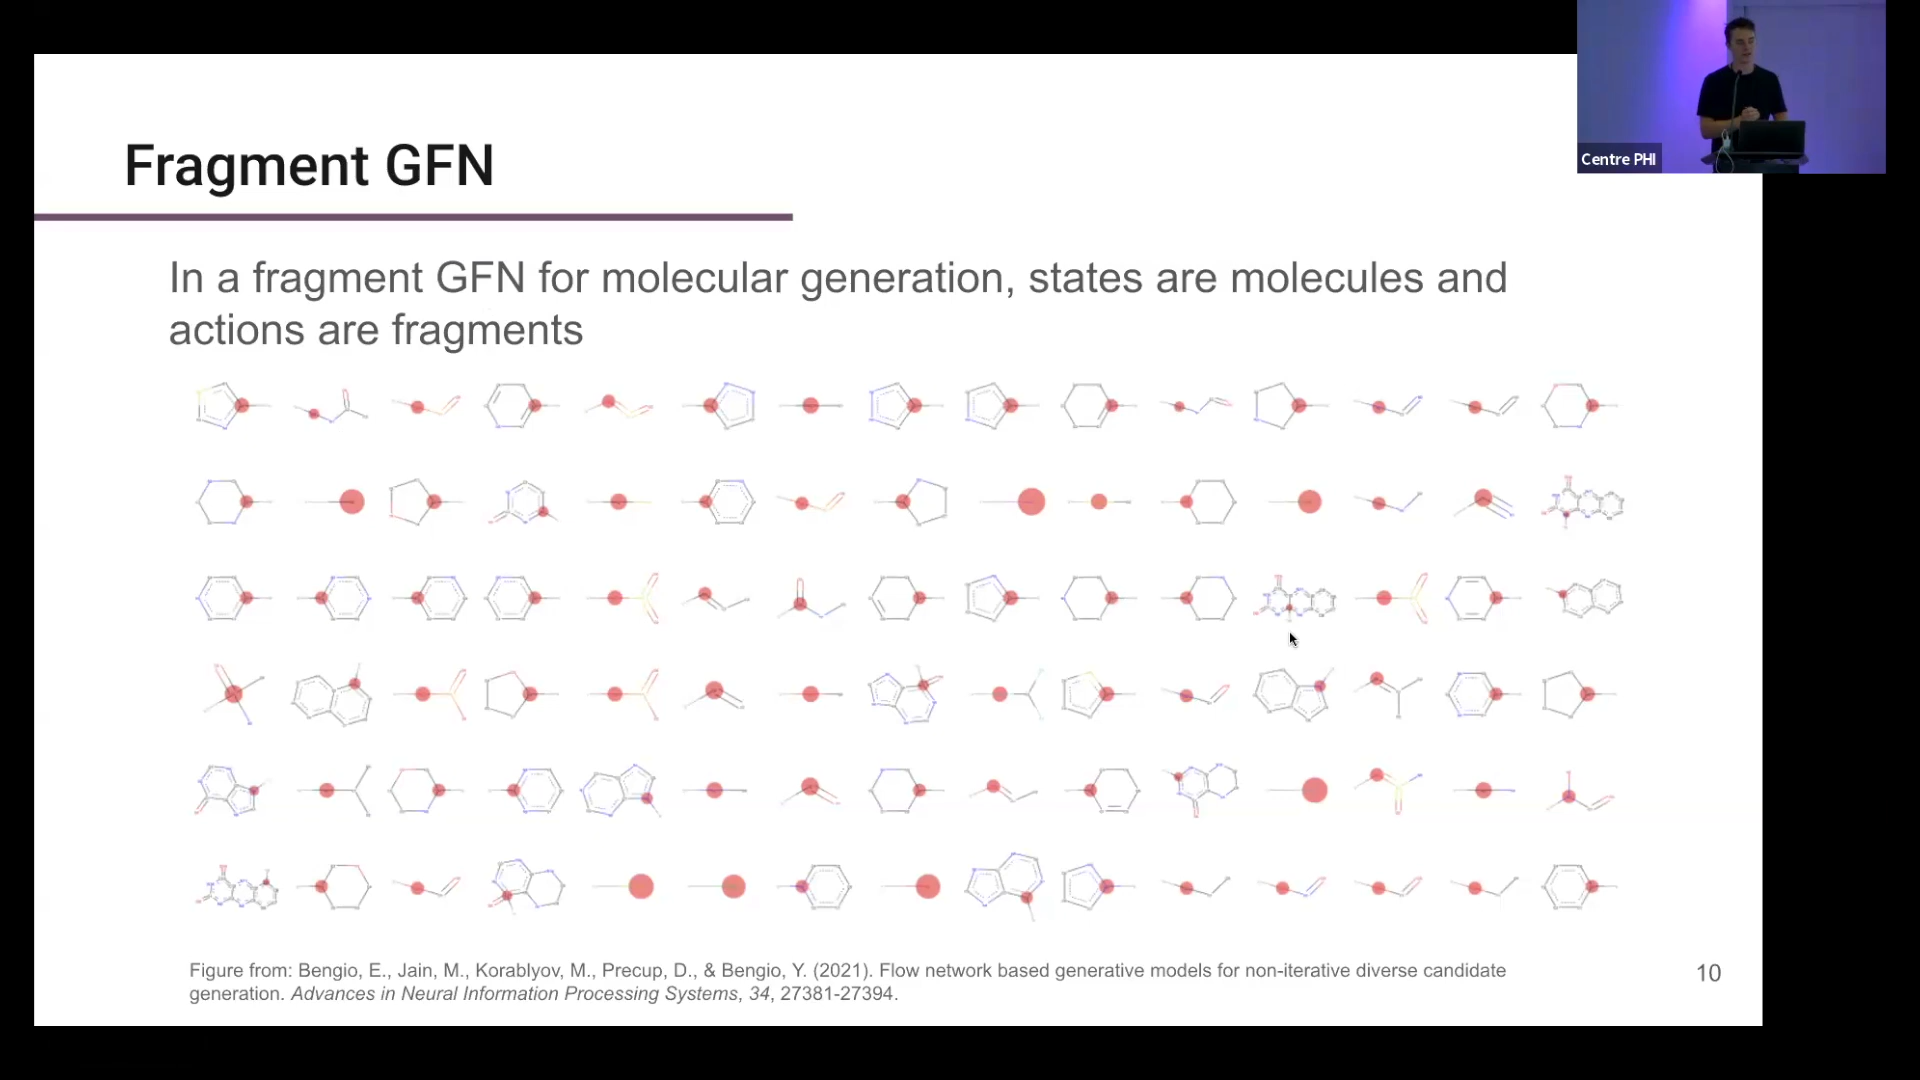 Centre PHI
Fragment GFN
In a fragment GFN for molecular generation, states are molecules and
actions are fragments
Figure from: Bengio, E., Jain, M., Korablyov, M., Precup, D., & Bengio, Y. (2021). Flow network based generative models for non-iterative diverse candidate
generation. Advances in Neural Information Processing Systems, 34, 27381-27394.
10